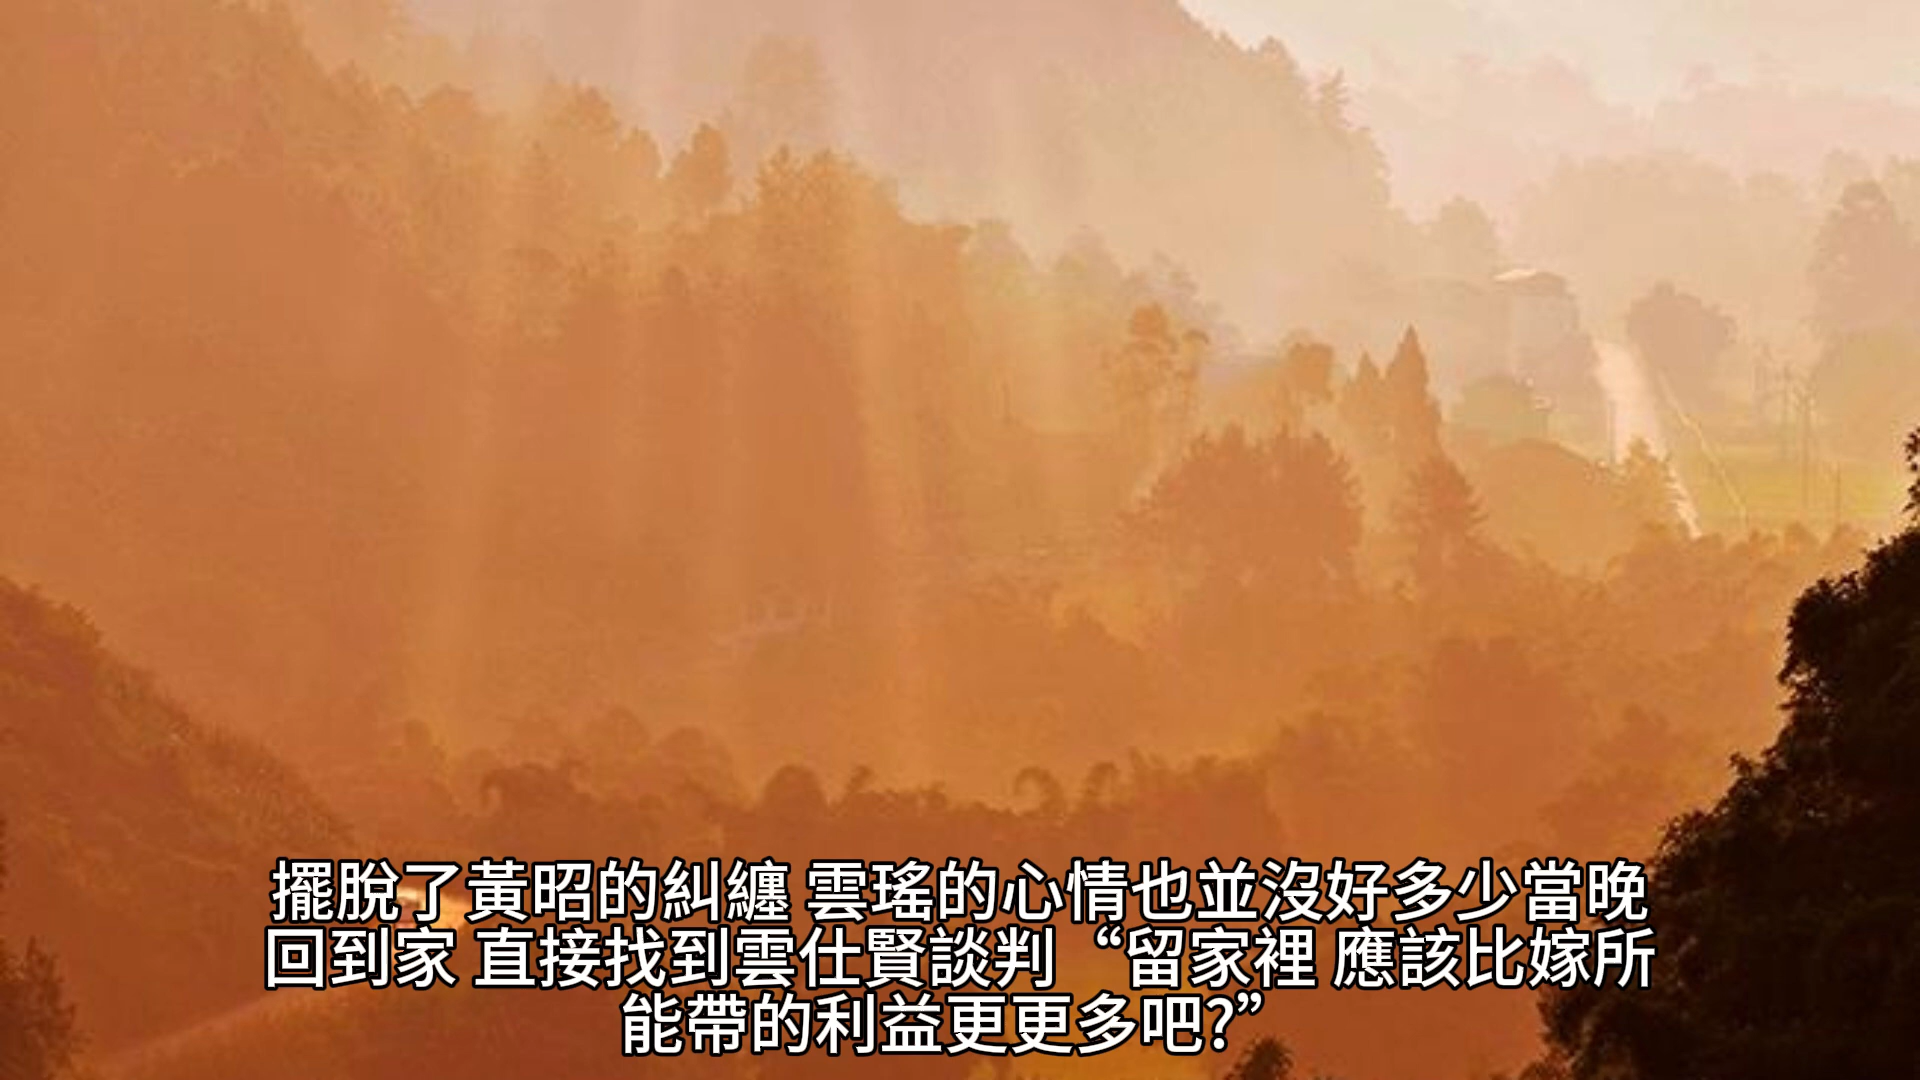 擺脫了黃昭的糾纏 雲瑤的心情也並沒好多少當晚
回到家 直接找到雲仕賢談判“留家裡 應該比嫁所
能帶的利益更更多吧?”